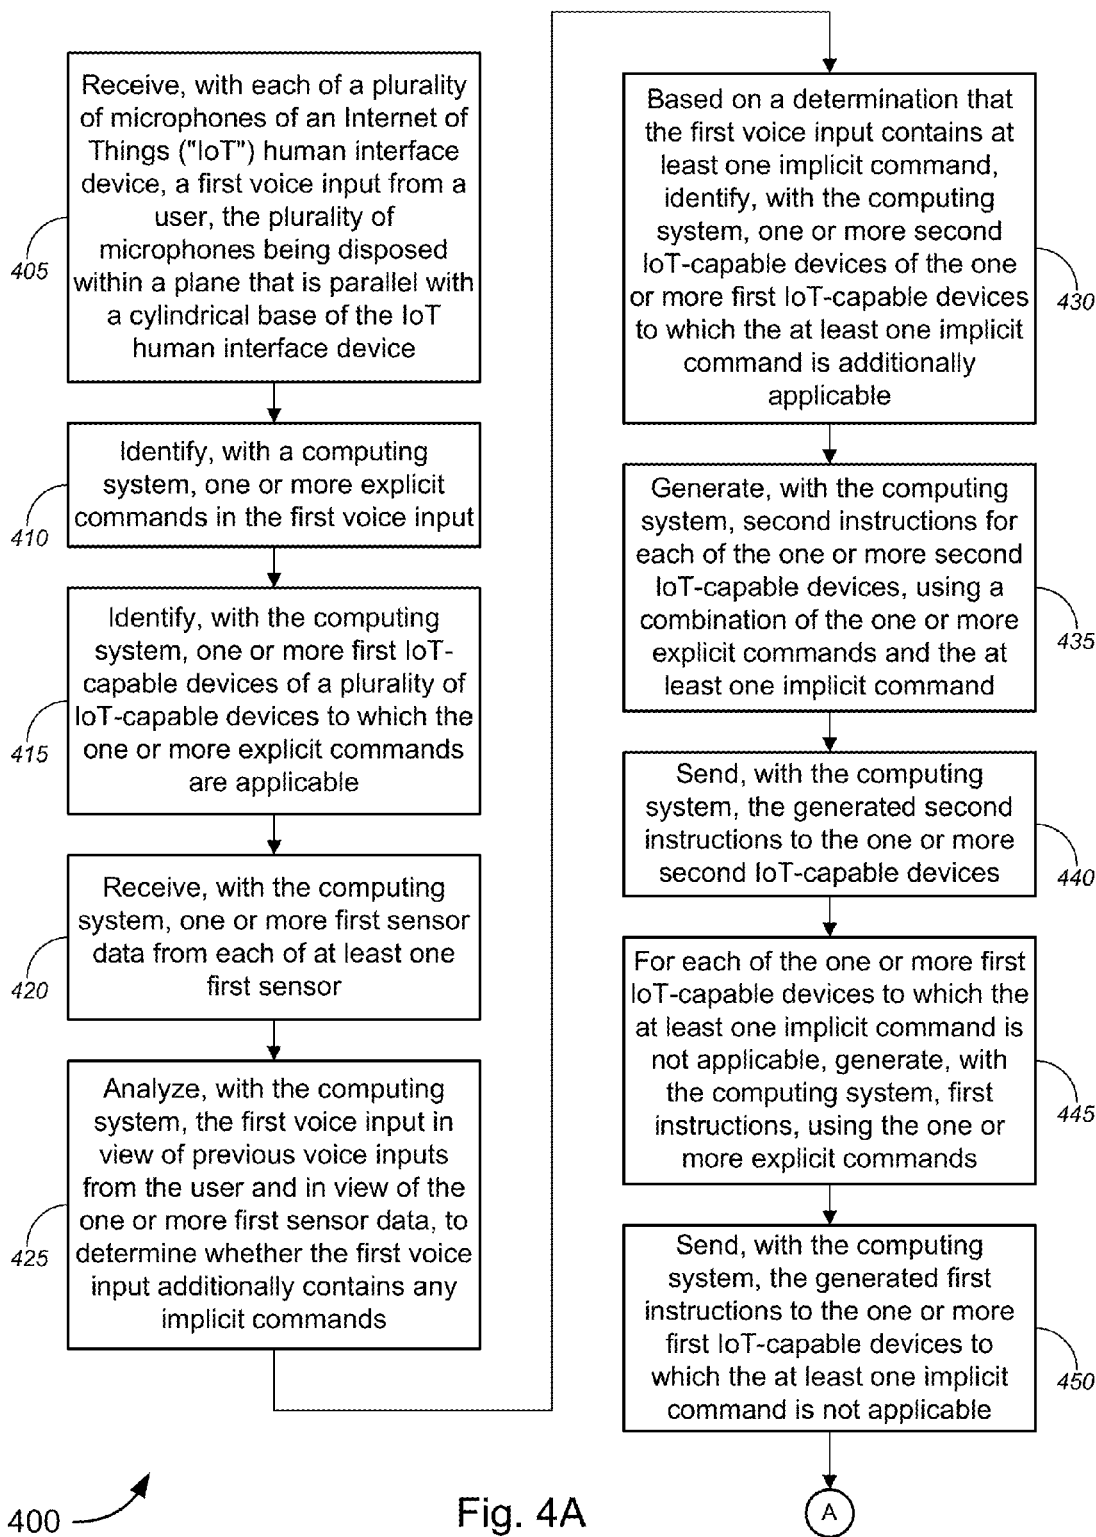 Receive, with each of a plurality
of microphones of an Internet of
Things ("IoT") human interface
device, a first voice input from a
user, the plurality of
microphones being disposed
within a plane that is parallel with
a cylindrical base of the IoT
human interface device
405
Identify, with a computing
system, one or more explicit
commands in the first voice input
410
Identify, with the computing
system, one or more first IoT-
capable devices of a plurality of
IoT-capable devices to which the
one or more explicit commands
are applicable
415
Receive, with the computing
system, one or more first sensor
data from each of at least one
first sensor
420
Analyze, with the computing
system, the first voice input in
view of previous voice inputs
from the user and in view of the
one or more first sensor data, to
determine whether the first voice
input additionally contains any
implicit commands
425
Based on a determination that
the first voice input contains at
least one implicit command,
identify, with the computing
system, one or more second
IoT-capable devices of the one
or more first IoT-capable devices
to which the at least one implicit
command is additionally
applicable
430
Generate, with the computing
system, second instructions for
each of the one or more second
IoT-capable devices, using a
combination of the one or more
explicit commands and the at
least one implicit command
435
Send, with the computing
system, the generated second
instructions to the one or more
second IoT-capable devices
440
For each of the one or more first
IoT-capable devices to which the
at least one implicit command is
not applicable, generate, with
the computing system, first
instructions, using the one or
more explicit commands
445
Send, with the computing
system, the generated first
instructions to the one or more
first IoT-capable devices to
which the at least one implicit
command is not applicable
450
A
400
Fig. 4A